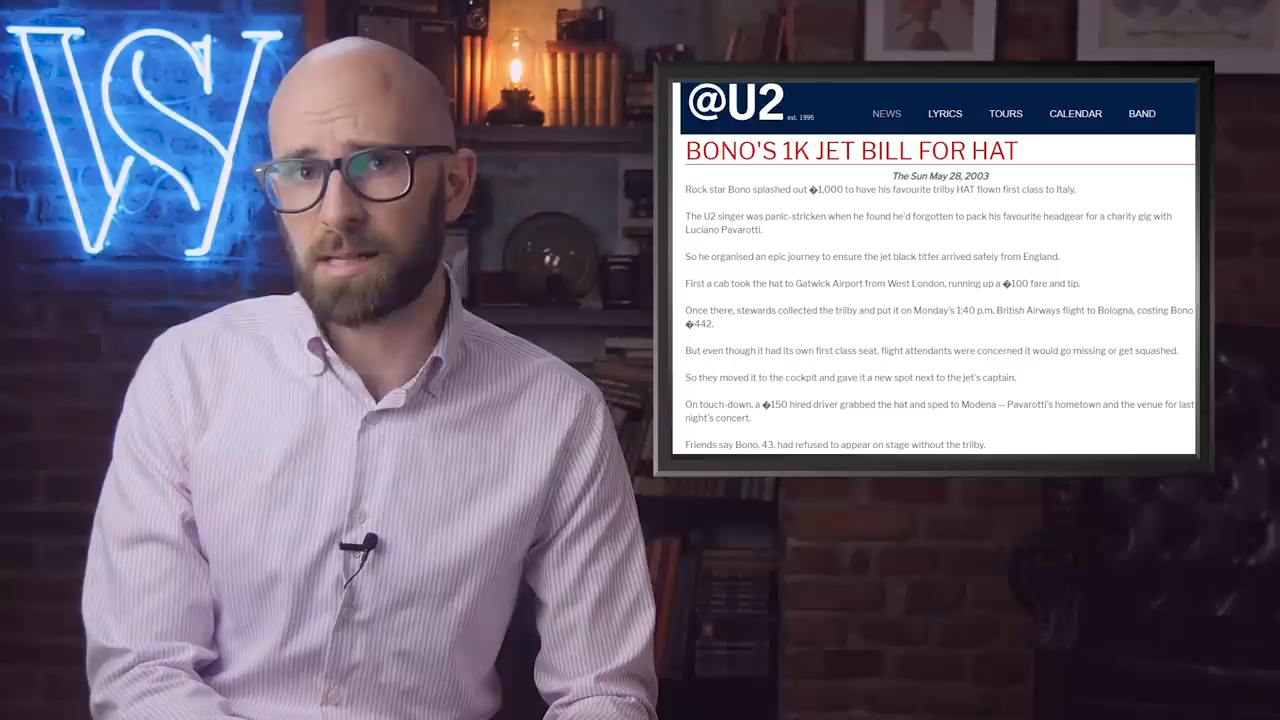 VS
@U2 est. 1995
NEWS LYRICS TOURS CALENDAR BAND
BONO'S 1K JET BILL FOR HAT
The Sun May 28, 2003
Rock star Bono splashed out �1,000 to have his favourite trilby HAT flown first class to Italy.
The U2 singer was panic-stricken when he found he'd forgotten to pack his favourite headgear for a charity gig with
Luciano Pavarotti.
So he organised an epic journey to ensure the jet black titfer arrived safely from England.
First a cab took the hat to Gatwick Airport from West London, running up a �100 fare and tip.
Once there, stewards collected the trilby and put it on Monday's 1:40 p.m. British Airways flight to Bologna, costing Bono
�442.
But even though it had its own first class seat, flight attendants were concerned it would go missing or get squashed.
So they moved it to the cockpit and gave it a new spot next to the jet's captain.
On touch-down, a �150 hired driver grabbed the hat and sped to Modena -- Pavarotti's hometown and the venue for last
night's concert.
Friends say Bono, 43, had refused to appear on stage without the trilby.